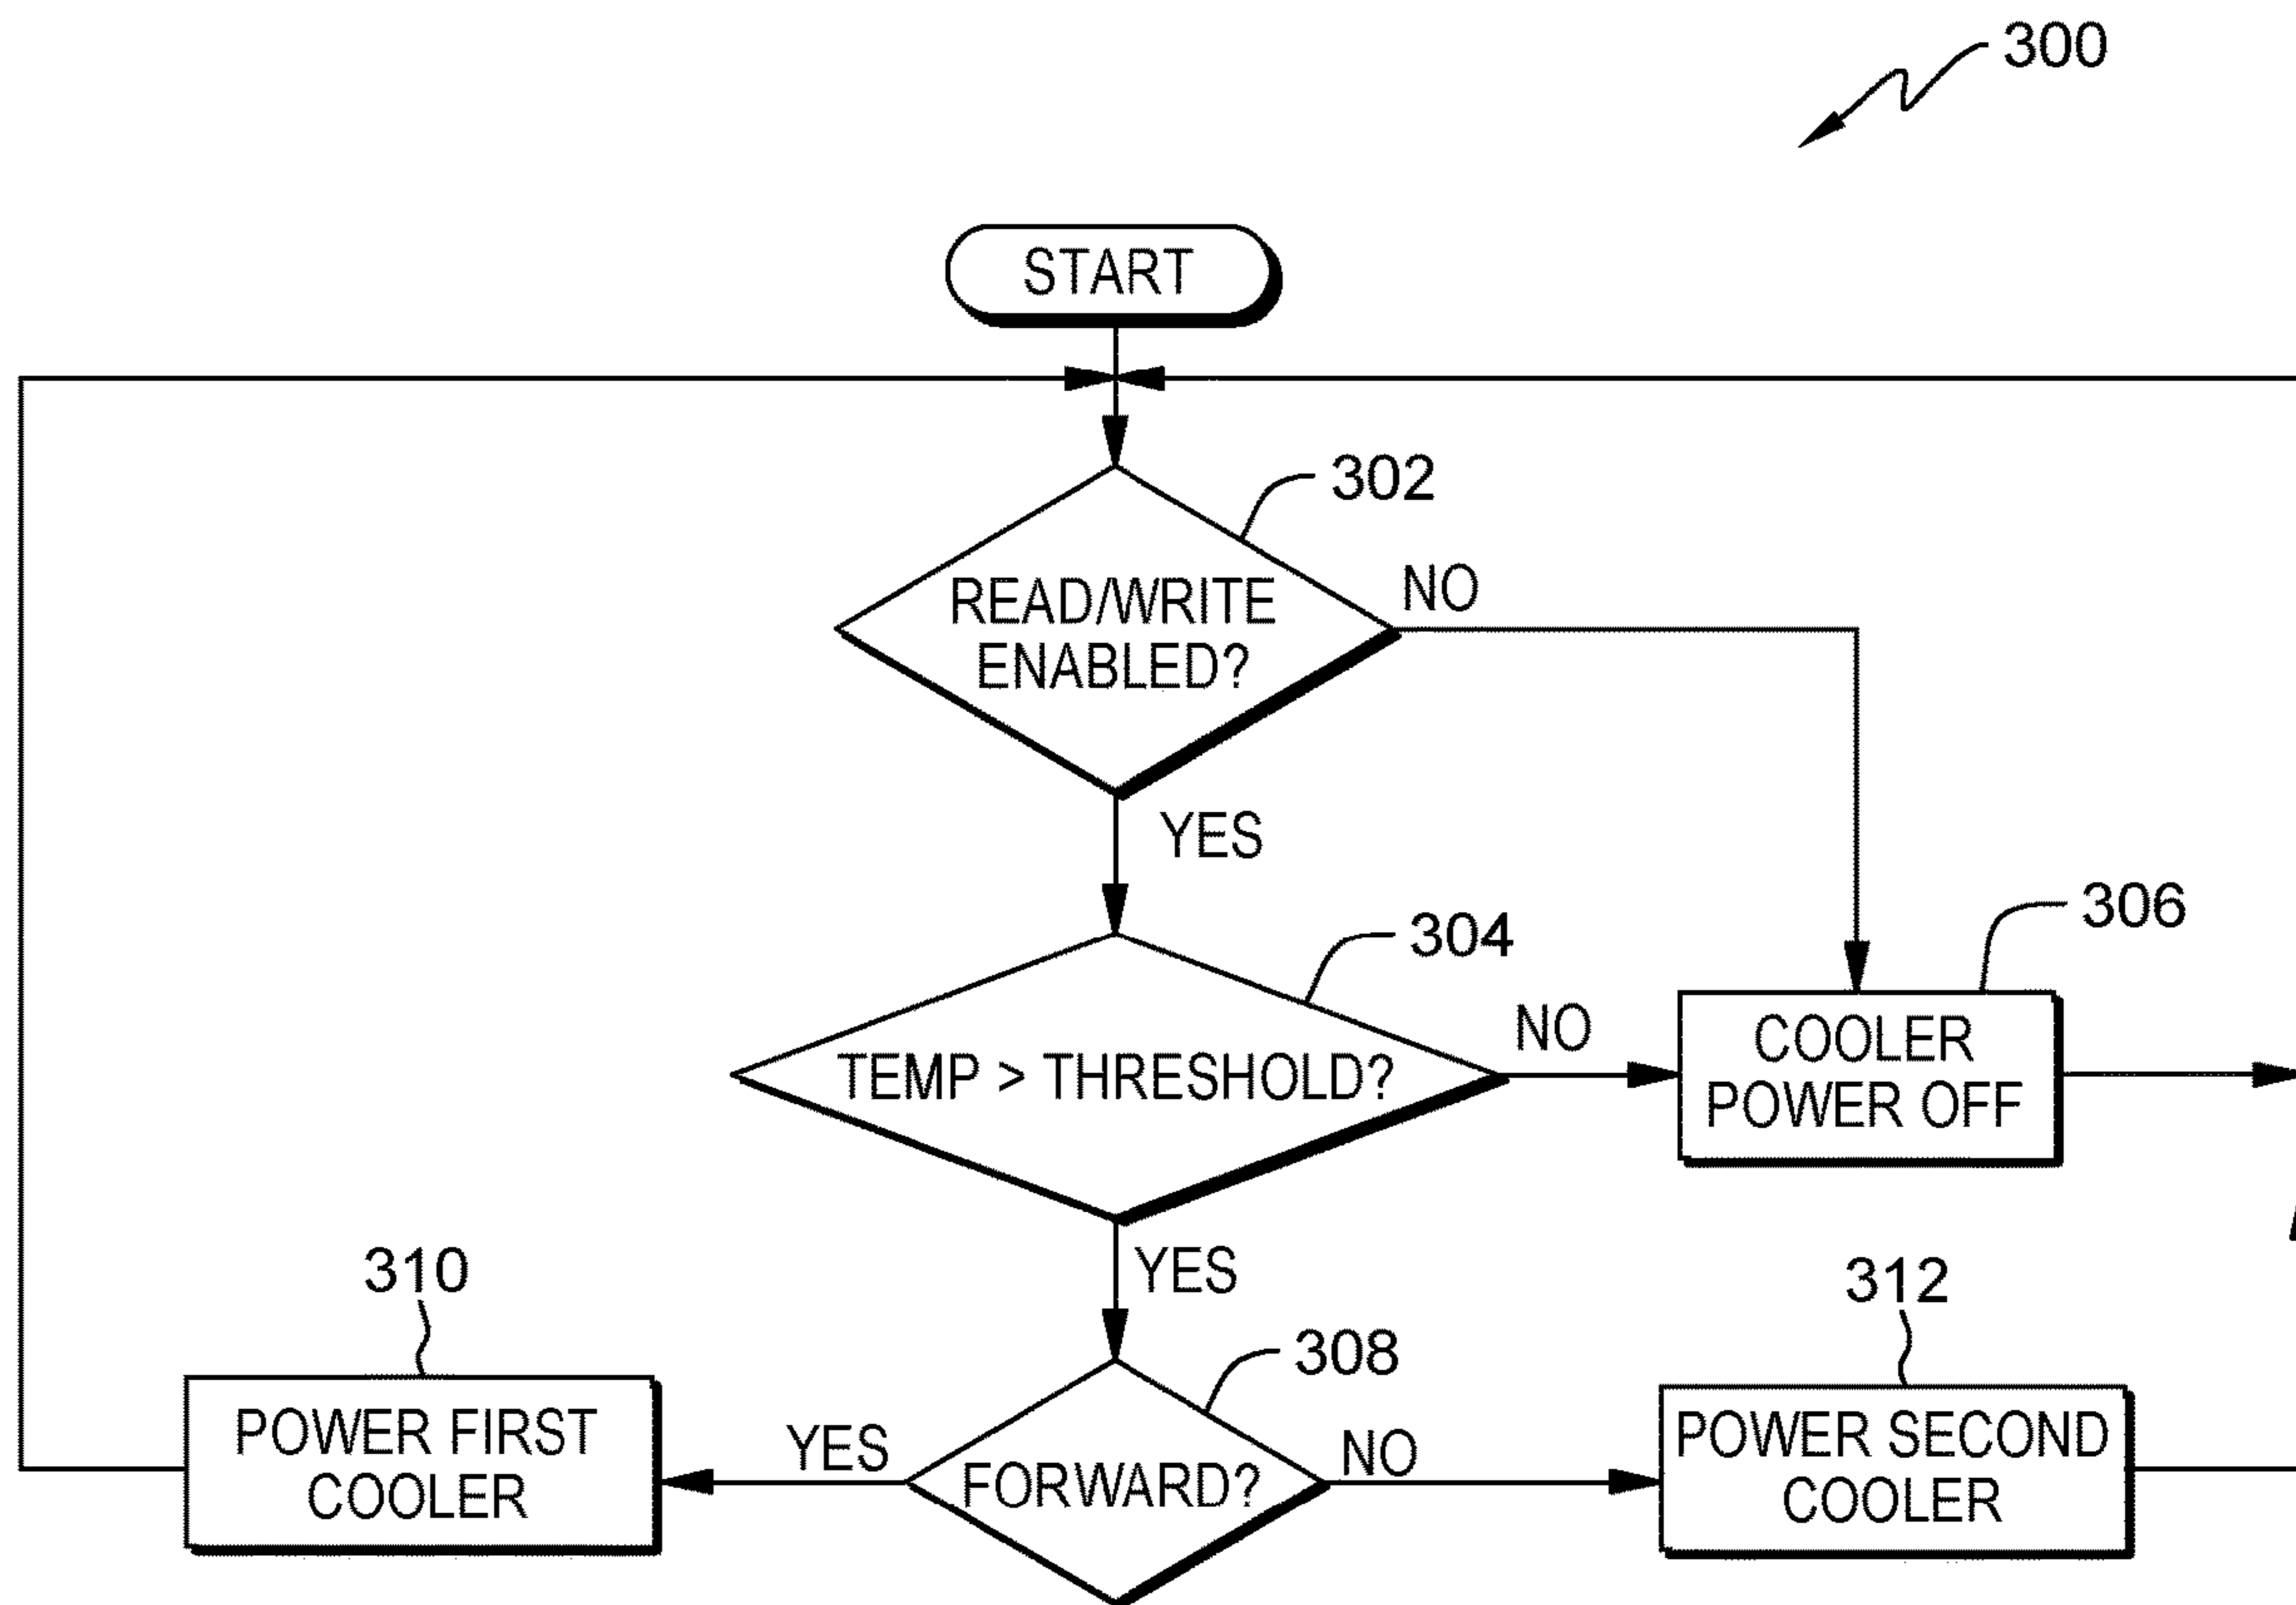 300
START
302
READ/WRITE
ENABLED?
NO
YES
304
306
TEMP > THRESHOLD?
NO
COOLER
POWER OFF
YES
310
312
308
POWER FIRST
COOLER
YES
FORWARD?
NO
POWER SECOND
COOLER